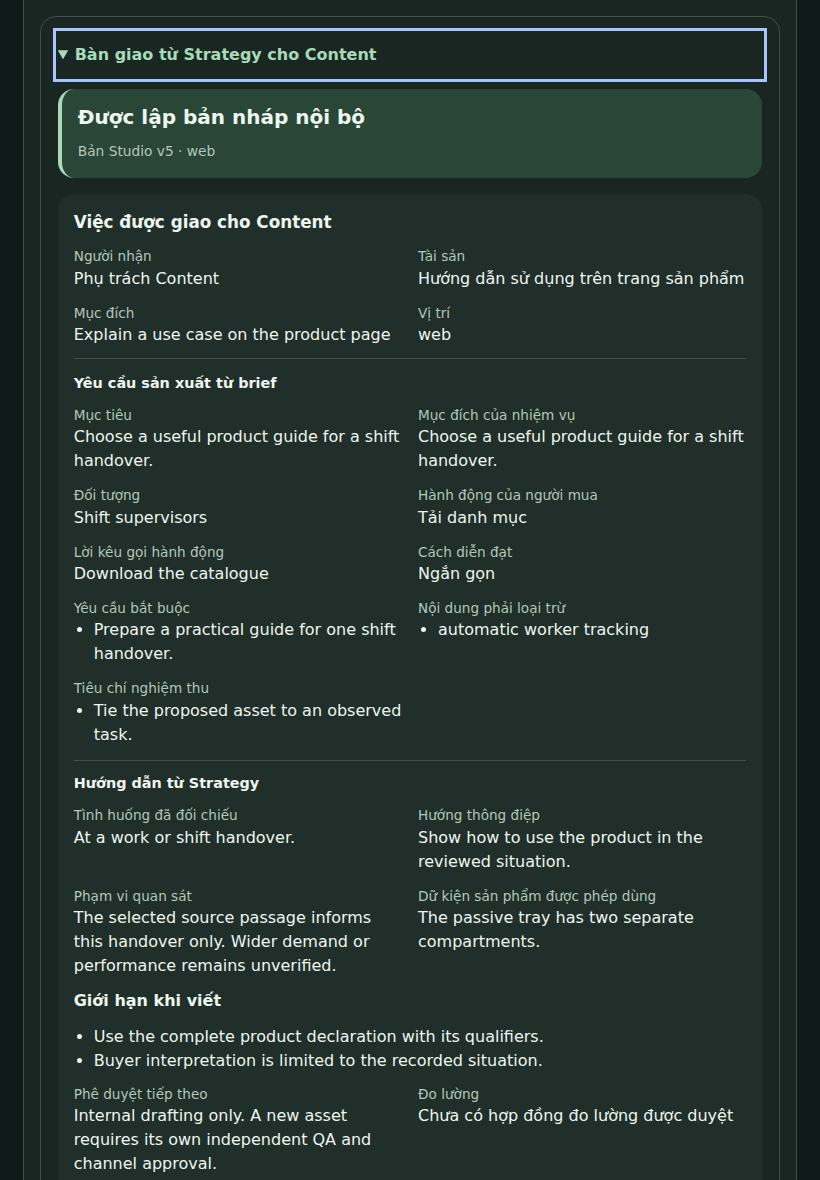 Bàn giao từ Strategy cho Content
Được lập bản nháp nội bộ
Bản Studio v5 · web
Việc được giao cho Content
Người nhận
Phụ trách Content
Tài sản
Hướng dẫn sử dụng trên trang sản phẩm
Mục đích
Explain a use case on the product page
Vị trí
web
Yêu cầu sản xuất từ brief
Mục tiêu
Choose a useful product guide for a shift
handover.
Mục đích của nhiệm vụ
Choose a useful product guide for a shift
handover.
Đối tượng
Shift supervisors
Hành động của người mua
Tải danh mục
Lời kêu gọi hành động
Download the catalogue
Cách diễn đạt
Ngắn gọn
Yêu cầu bắt buộc
• Prepare a practical guide for one shift
handover.
Nội dung phải loại trừ
• automatic worker tracking
Tiêu chí nghiệm thu
• Tie the proposed asset to an observed
task.
Hướng dẫn từ Strategy
Tình huống đã đối chiếu
At a work or shift handover.
Hướng thông điệp
Show how to use the product in the
reviewed situation.
Phạm vi quan sát
The selected source passage informs
this handover only. Wider demand or
performance remains unverified.
Dữ kiện sản phẩm được phép dùng
The passive tray has two separate
compartments.
Giới hạn khi viết
• Use the complete product declaration with its qualifiers.
• Buyer interpretation is limited to the recorded situation.
Phê duyệt tiếp theo
Internal drafting only. A new asset
requires its own independent QA and
channel approval.
Đo lường
Chưa có hợp đồng đo lường được duyệt